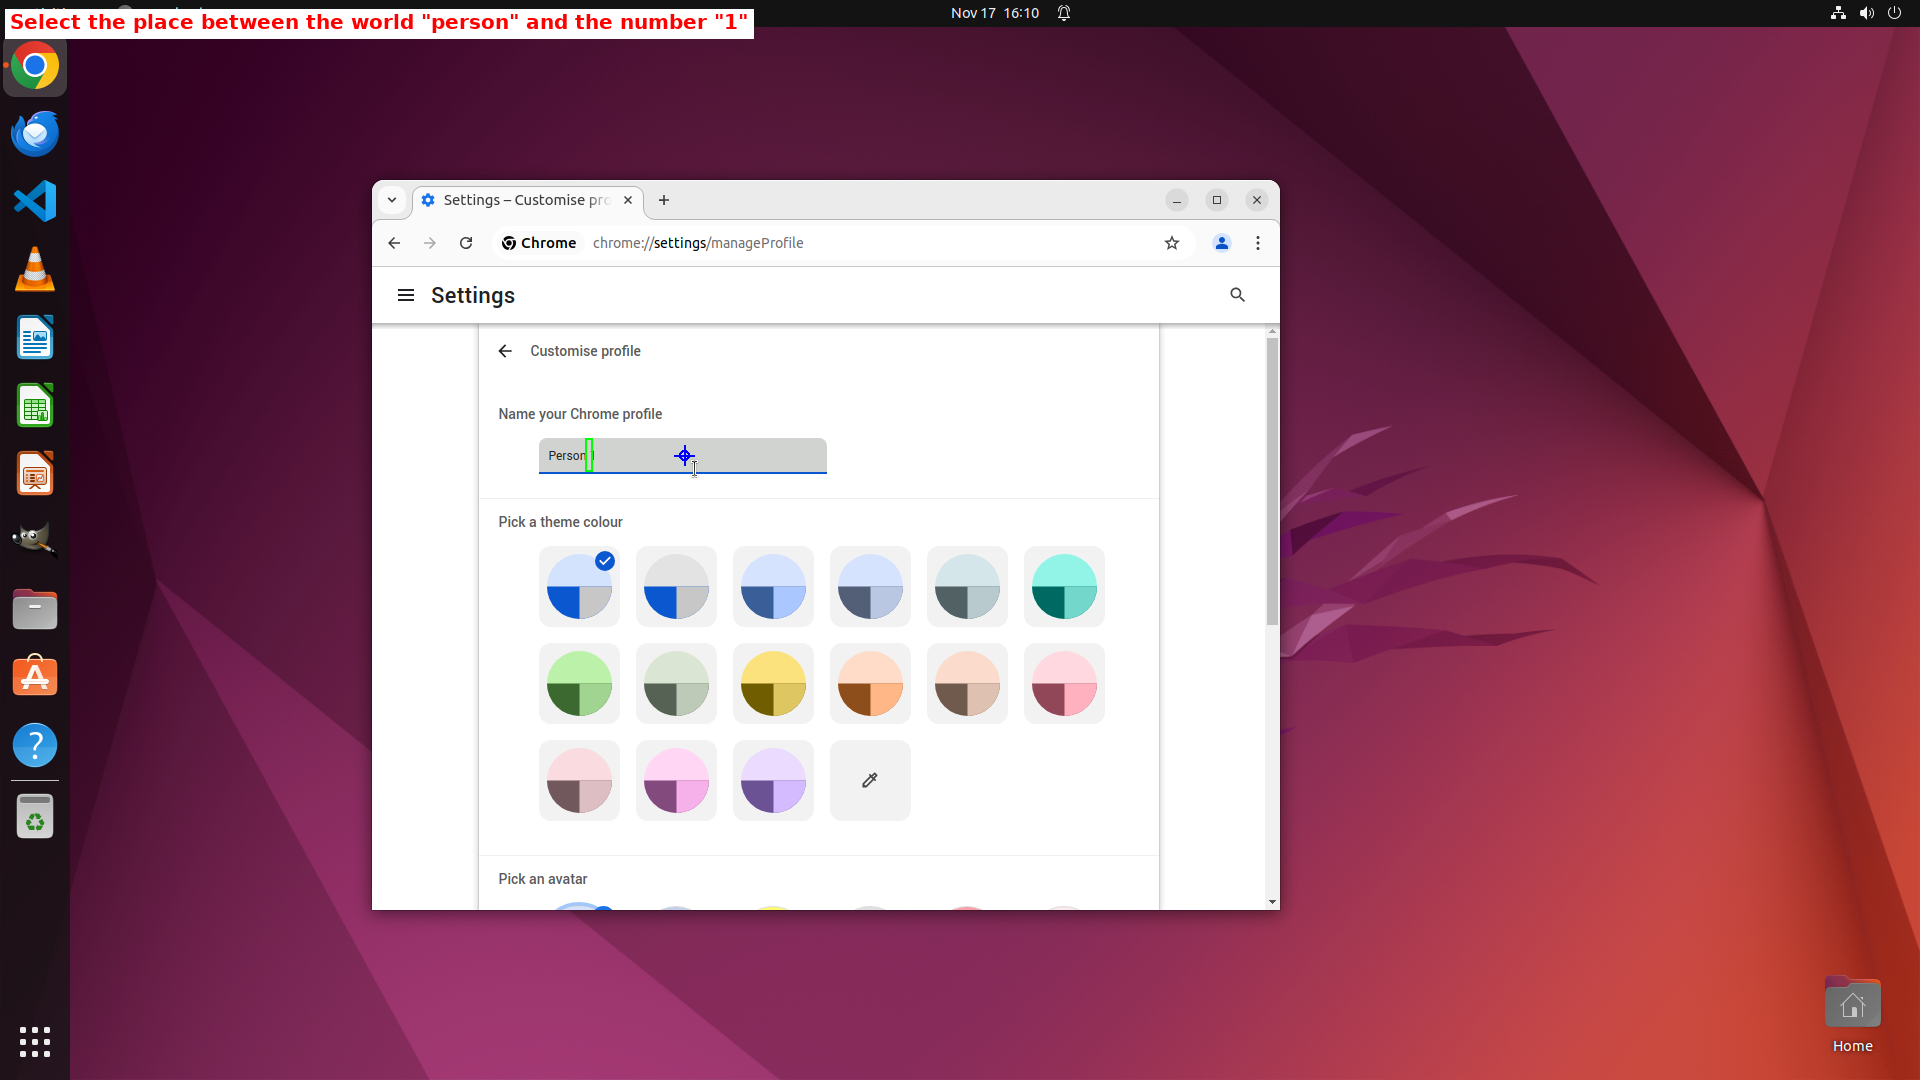 Select the place between the world "person" and the number "1"
Nov 17 16:10
Settings – Customise pro
Chrome
chrome://settings/manageProfile
Settings
Customise profile
Name your Chrome profile
Person
Pick a theme colour
Pick an avatar
Home